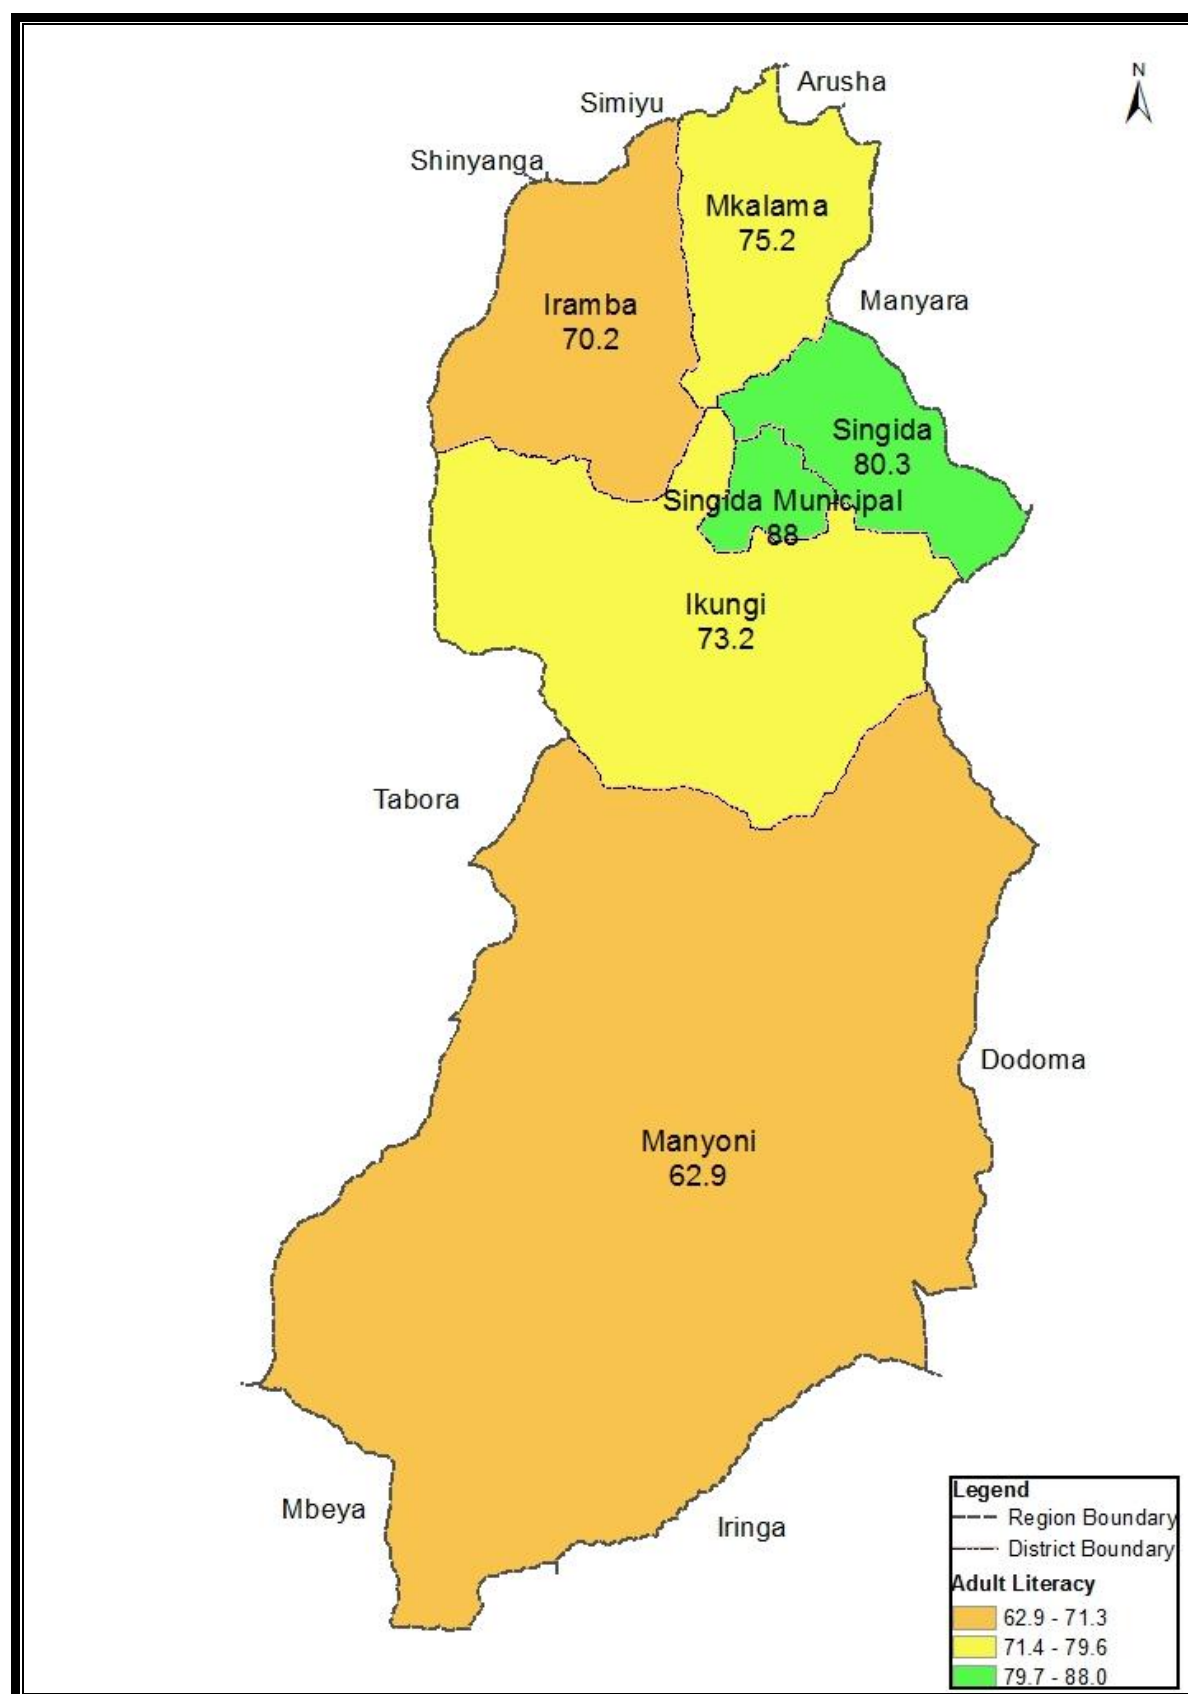 N
Arusha
Simiyu
Shinyanga
Mkalama
75.2
Manyara
Iramba
70.2
Singida
80.3
Singida Municipal
88
Ikungi
73.2
Tabora
Dodoma
Manyoni
62.9
Mbeya
Iringa
Legend
Region Boundary
District Boundary
Adult Literacy
62.9 - 71.3
71.4 - 79.6
79.7 - 88.0